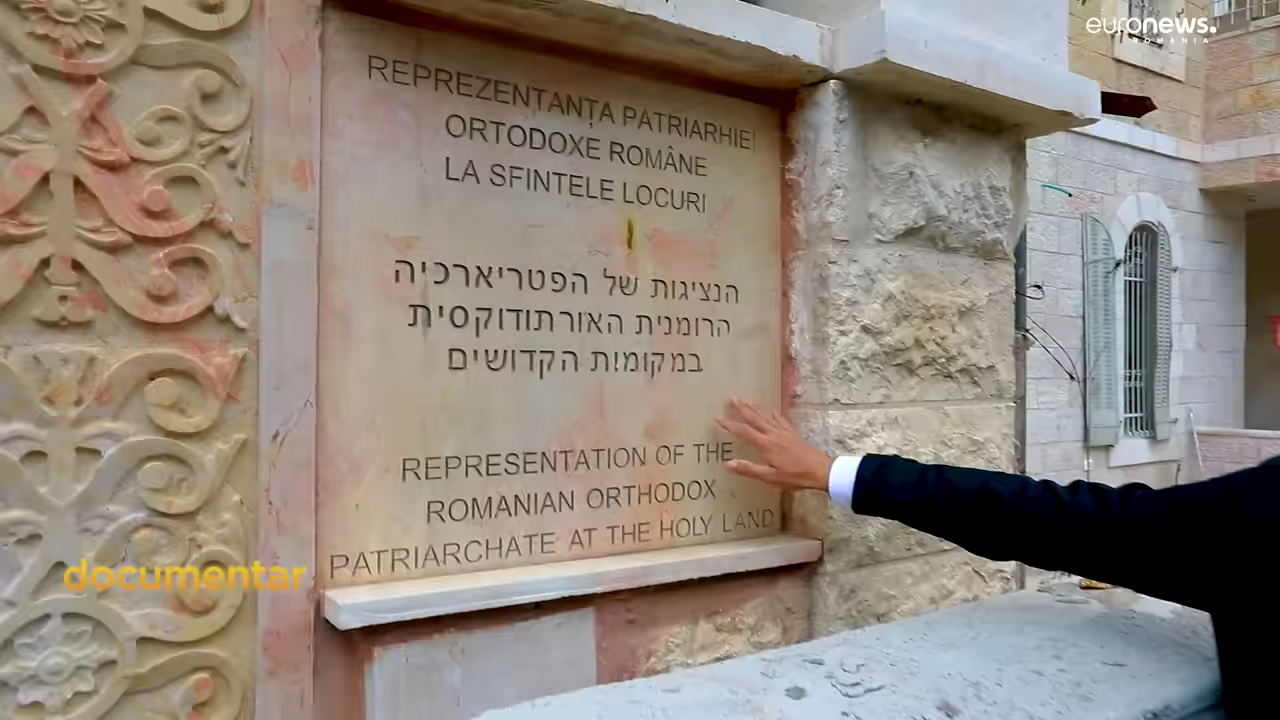 euronews.
ROMÂNIA
REPREZENTANȚA PATRIARHIEI
ORTODOXE ROMÂNE
LA SFINTELE LOCURI
הנציגות של הפטריארכיה
הרומנית האורתודוקסית
במקומות הקדושים
REPRESENTATION OF THE
ROMANIAN ORTHODOX
PATRIARCHATE AT THE HOLY LAND
documentar